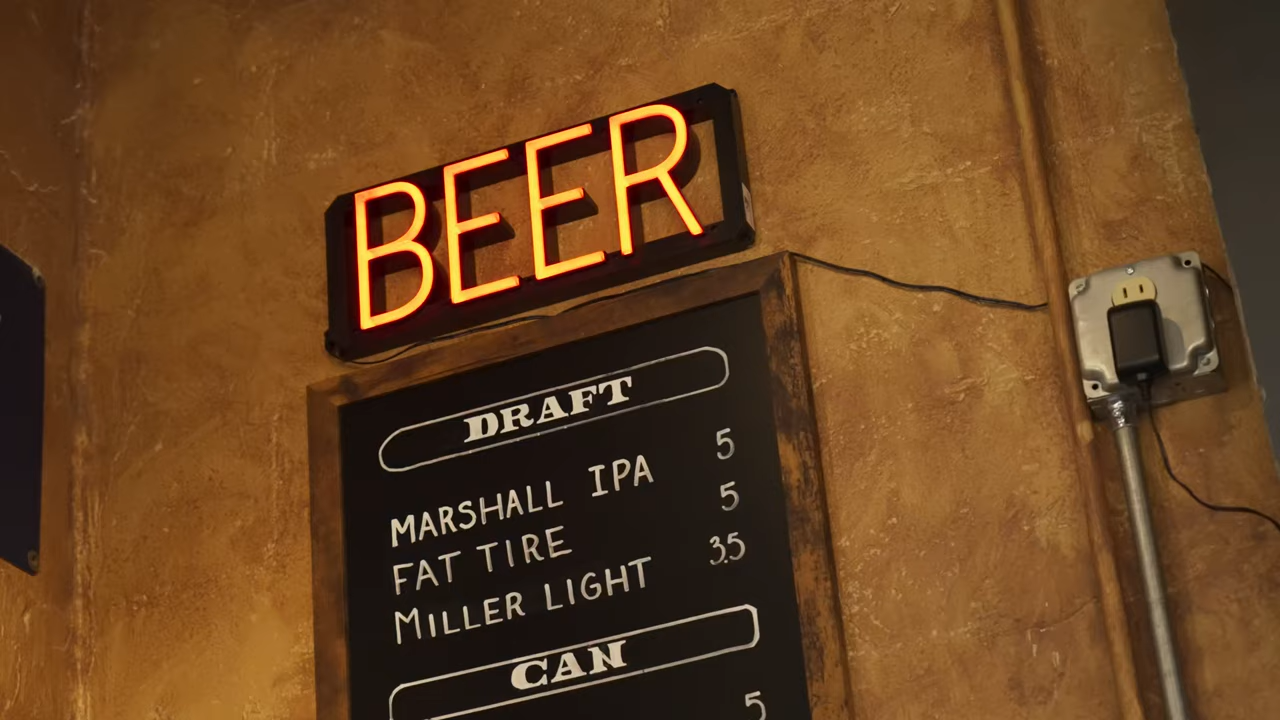 BEER
DRAFT
MARSHALL IPA 5
FAT TIRE 5
MILLER LIGHT 3.5
CAN
5